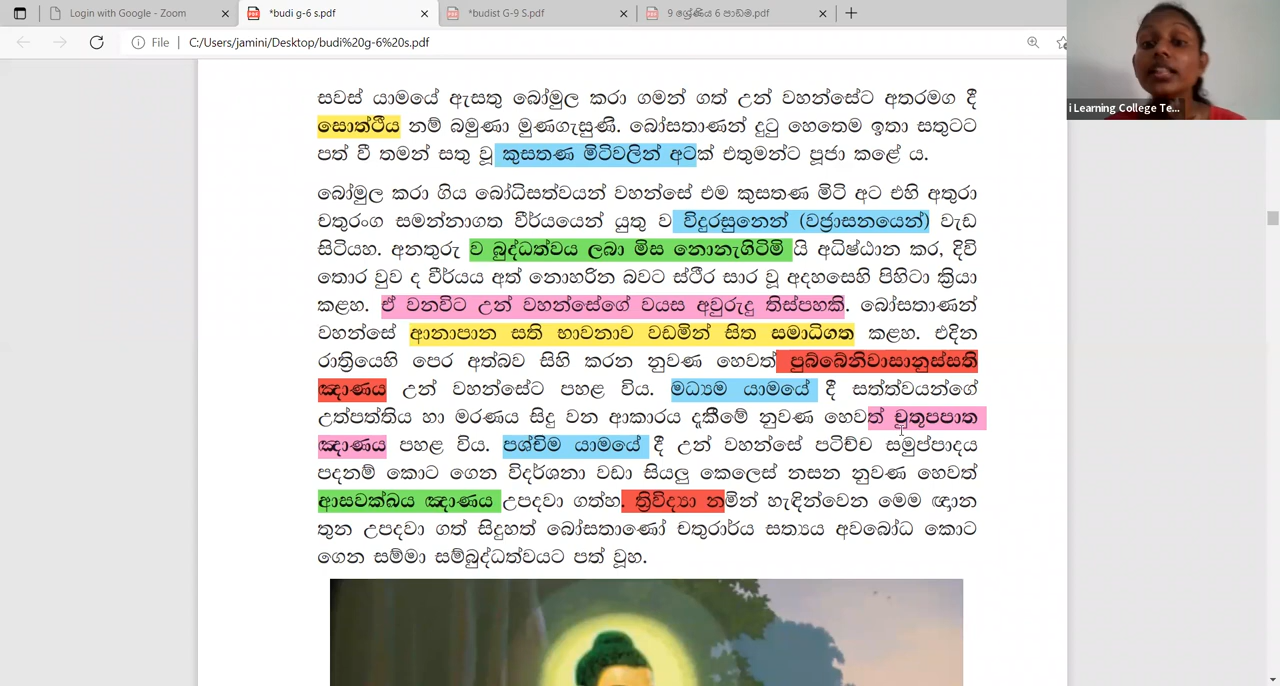 Login with Google - Zoom
*budi g-6 s.pdf
*budist G-9 S.pdf
9 ශ්‍රේණිය 6 පාඩම.pdf
File
C:/Users/jamini/Desktop/budi%20g-6%20s.pdf
i Learning College Te...
සවස් යාමයේ ඇසතු බෝමුල කරා ගමන් ගත් උන් වහන්සේට අතරමග දී
සොත්ථිය නම් බමුණා මුණගැසුණි. බෝසතාණන් දුටු හෙතෙම ඉතා සතුටට
පත් වී තමන් සතු වූ කුසතණ මිටිවලින් අටක් එතුමන්ට පූජා කළේ ය.
බෝමුල කරා ගිය බෝධිසත්වයන් වහන්සේ එම කුසතණ මිටි අට එහි අතුරා
චතුරංග සමන්නාගත වීර්යයෙන් යුතු ව විදුරසුනෙන් (වජ්‍රාසනයෙන්) වැඩ
සිටියහ. අනතුරු ව බුද්ධත්වය ලබා මිස නොනැගිටිමි යි අධිෂ්ඨාන කර, දිවි
තොර වුව ද වීර්යය අත් නොහරින බවට ස්ථිර සාර වූ අදහසෙහි පිහිටා ක්‍රියා
කළහ. ඒ වනවිට උන් වහන්සේගේ වයස අවුරුදු තිස්පහකි. බෝසතාණන්
වහන්සේ ආනාපාන සති භාවනාව වඩමින් සිත සමාධිගත කළහ. එදින
රාත්‍රියෙහි පෙර අත්බව සිහි කරන නුවණ හෙවත් පුබ්බේනිවාසානුස්සති
ඤාණය උන් වහන්සේට පහළ විය. මධ්‍යම යාමයේ දී සත්ත්වයන්ගේ
උත්පත්තිය හා මරණය සිදු වන ආකාරය දැකීමේ නුවණ හෙවත් චුතූපපාත
ඤාණය පහළ විය. පශ්චිම යාමයේ දී උන් වහන්සේ පටිච්ච සමුප්පාදය
පදනම් කොට ගෙන විදර්ශනා වඩා සියලු කෙලෙස් නසන නුවණ හෙවත්
ආසවක්ඛය ඤාණය උපදවා ගත්හ. ත්‍රිවිද්‍යා නමින් හැඳින්වෙන මෙම ඥාන
තුන උපදවා ගත් සිදුහත් බෝසතාණෝ චතුරාර්ය සත්‍යය අවබෝධ කොට
ගෙන සම්මා සම්බුද්ධත්වයට පත් වූහ.